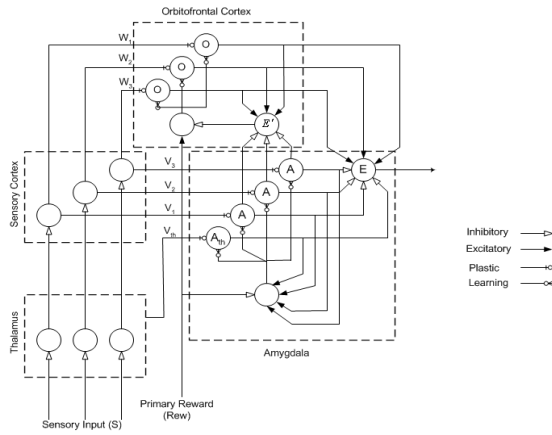 Orbitofrontal Cortex
W1
O
W2
O
W3
O
E'
Sensory Cortex
V3
A
E
V2
A
V1
A
Vth
Ath
Inhibitory
Excitatory
Plastic
Learning
Thalamus
Amygdala
Primary Reward
(Rew)
Sensory Input (S)